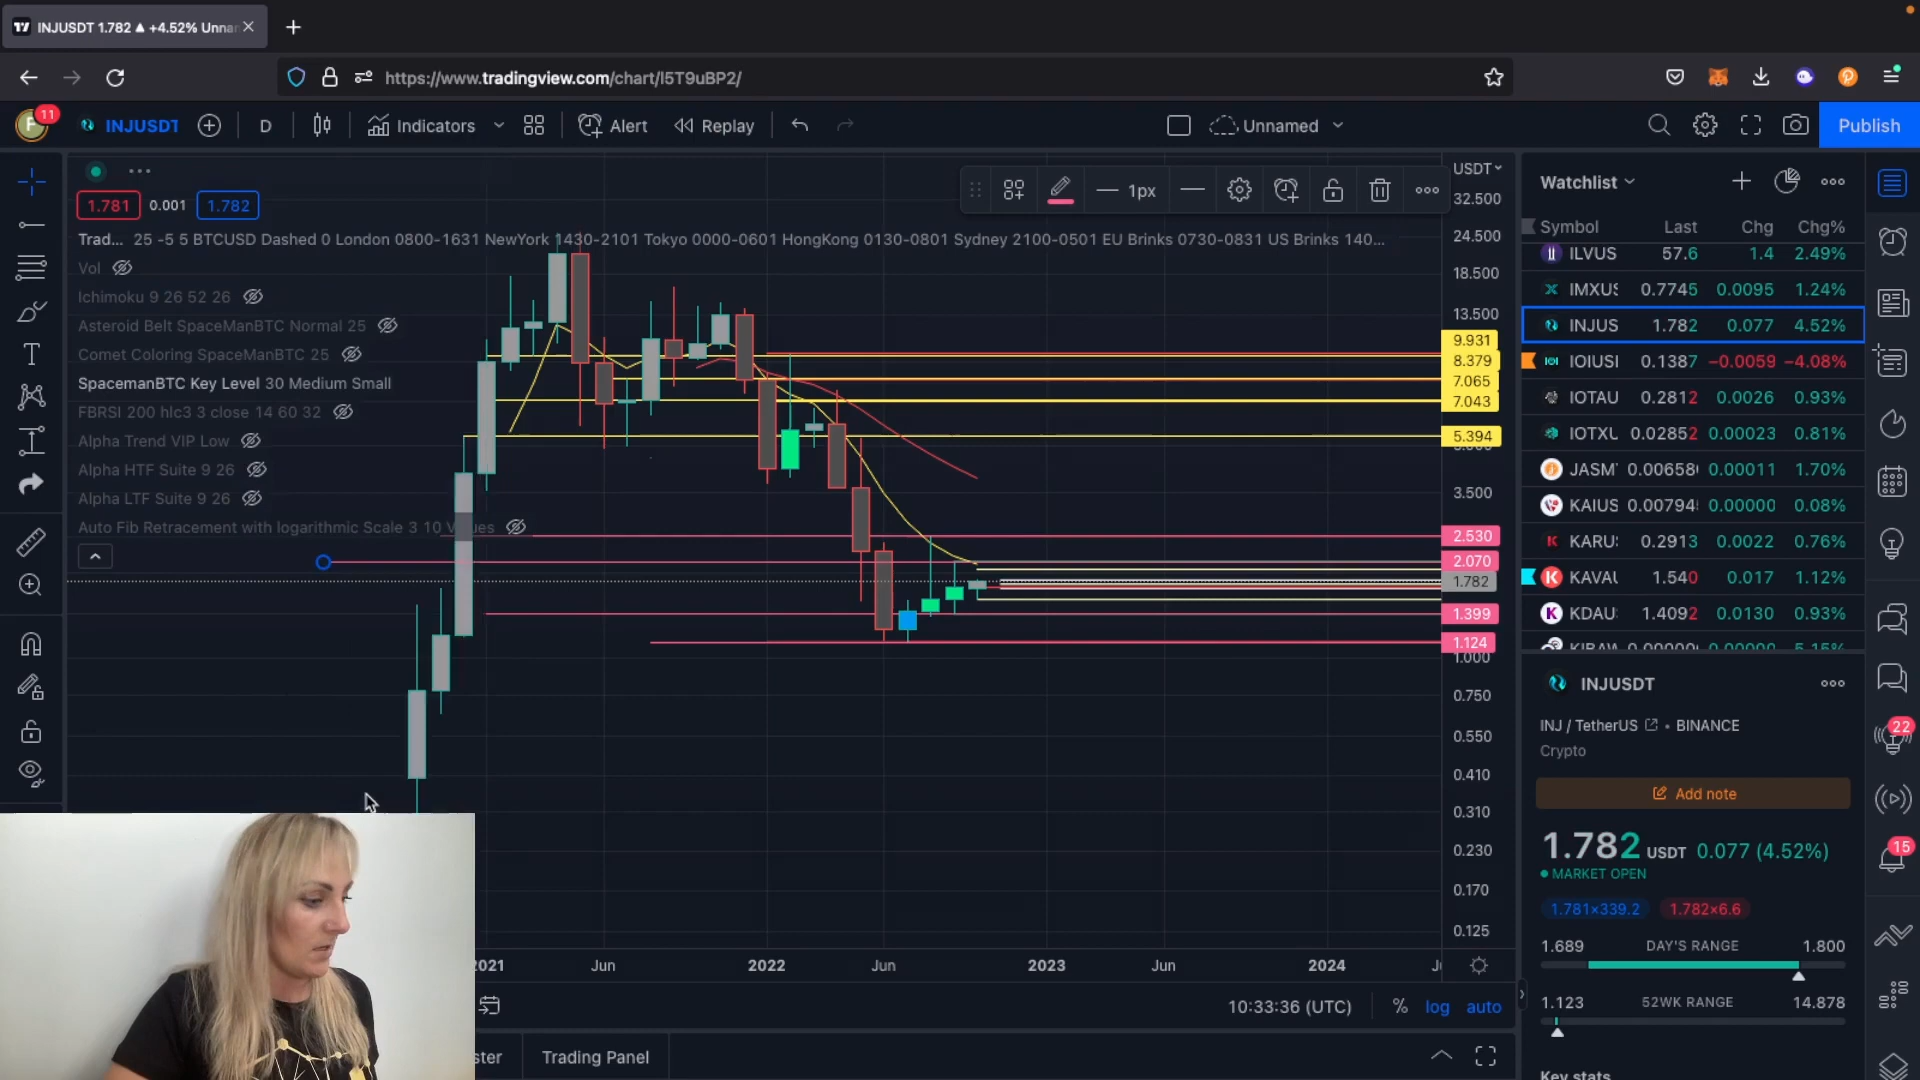 INJUSDT 1.782 ▲ +4.52% Unna
https://www.tradingview.com/chart/I5T9uBP2/
F 11 INJUSDT D Indicators Alert Replay Unnamed Publish
1.781 0.001 1.782
Trad... 25 -5 5 BTCUSD Dashed 0 London 0800-1631 NewYork 1430-2101 Tokyo 0000-0601 HongKong 0130-0801 Sydney 2100-0501 EU Brinks 0730-0831 US Brinks 140...
Vol
Ichimoku 9 26 52 26
Asteroid Belt SpaceManBTC Normal 25
Comet Coloring SpaceManBTC 25
SpacemanBTC Key Level 30 Medium Small
FBRSI 200 hlc3 3 close 14 60 32
Alpha Trend VIP Low
Alpha HTF Suite 9 26
Alpha LTF Suite 9 26
Auto Fib Retracement with logarithmic Scale 3 10 Values
1px
USDT
32.500
24.500
18.500
13.500
9.931
8.379
7.065
7.043
5.394
3.500
2.530
2.070
1.782
1.399
1.124
1.000
0.750
0.550
0.410
0.310
0.230
0.170
0.125
2021 Jun 2022 Jun 2023 Jun 2024
10:33:36 (UTC) % log auto
ster Trading Panel
Watchlist
Symbol Last Chg Chg%
ILVUS 57.6 1.4 2.49%
IMXUS 0.7745 0.0095 1.24%
INJUS 1.782 0.077 4.52%
IOIUSI 0.1387 −0.0059 −4.08%
IOTAU 0.2812 0.0026 0.93%
IOTXU 0.02852 0.00023 0.81%
JASM 0.00658 0.00011 1.70%
KAIUS 0.00794 0.00000 0.08%
KARU 0.2913 0.0022 0.76%
KAVAU 1.540 0.017 1.12%
KDAU 1.4092 0.0130 0.93%
INJUSDT
INJ / TetherUS • BINANCE
Crypto
Add note
1.782 USDT 0.077 (4.52%)
MARKET OPEN
1.781×339.2 1.782×6.6
1.689 DAY'S RANGE 1.800
1.123 52WK RANGE 14.878
Key stats
22
15